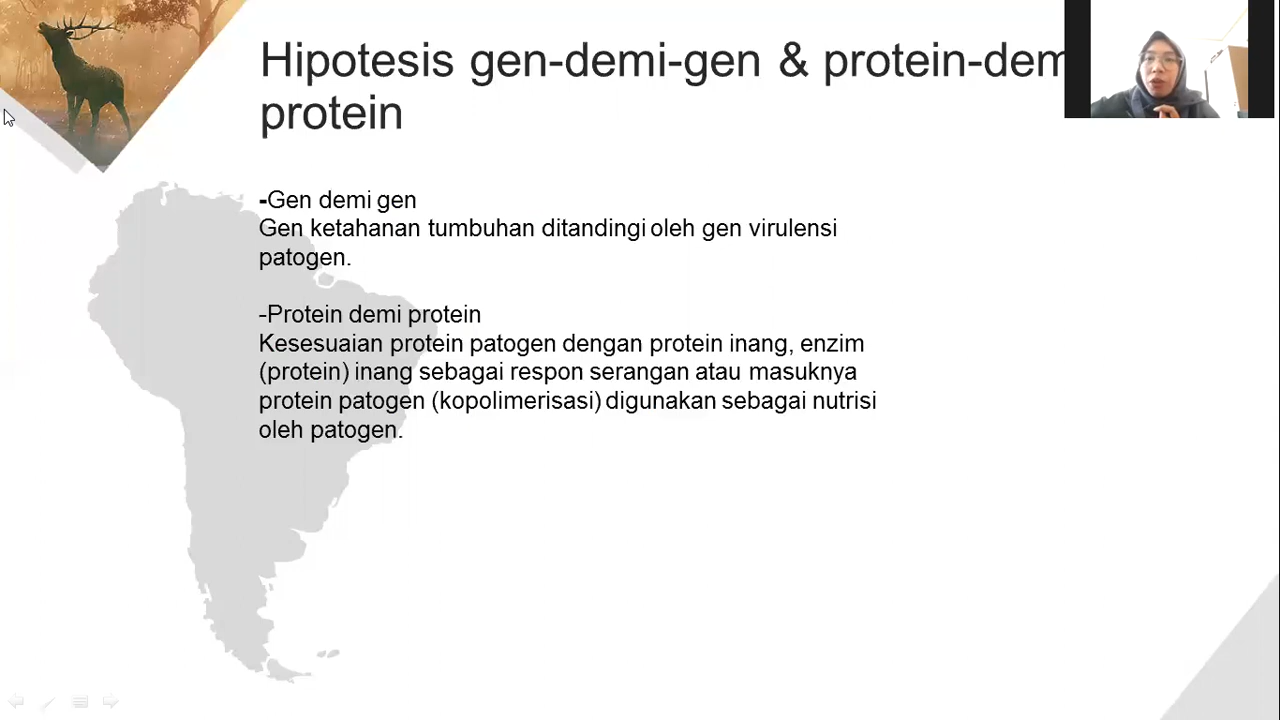 Hipotesis gen-demi-gen & protein-dem
protein
-Gen demi gen
Gen ketahanan tumbuhan ditandingi oleh gen virulensi
patogen.
-Protein demi protein
Kesesuaian protein patogen dengan protein inang, enzim
(protein) inang sebagai respon serangan atau masuknya
protein patogen (kopolimerisasi) digunakan sebagai nutrisi
oleh patogen.